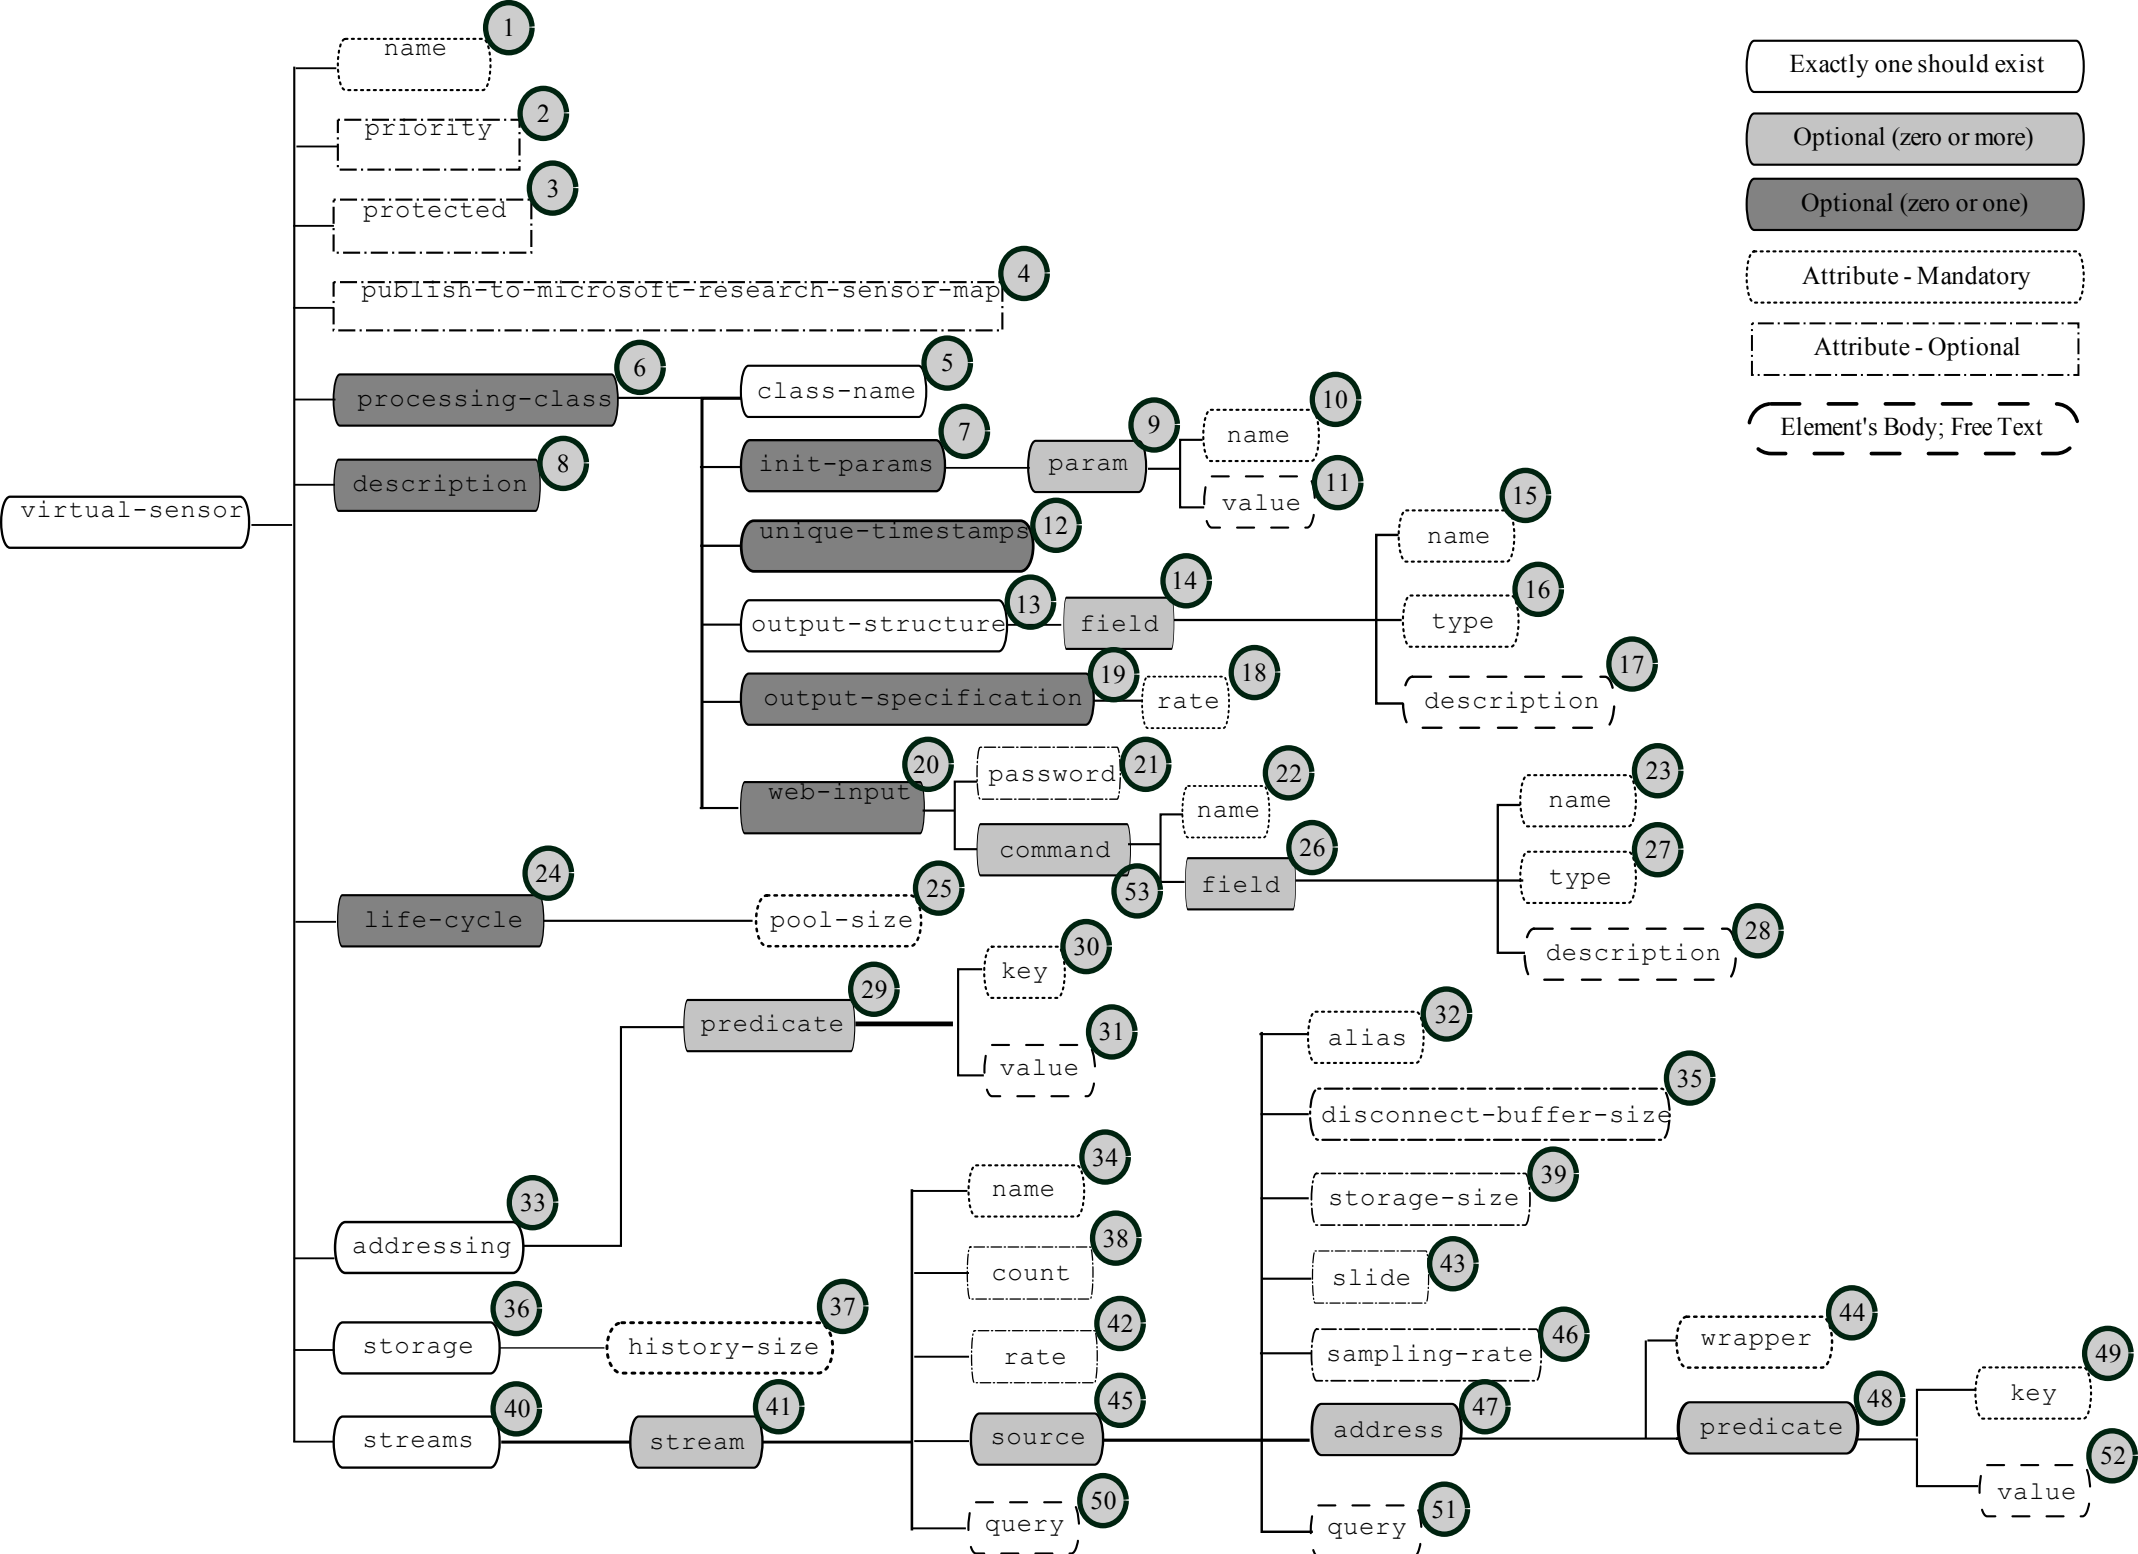 name
1
Exactly one should exist
priority
2
Optional (zero or more)
protected
3
Optional (zero or one)
publish-to-microsoft-research-sensor-map
4
Attribute - Mandatory
Attribute - Optional
Element's Body; Free Text
processing-class
6
class-name
5
init-params
7
param
9
name
10
value
11
description
8
virtual-sensor
unique-timestamps
12
name
15
output-structure
13
field
14
type
16
description
17
output-specification
19
rate
18
web-input
20
password
21
command
53
name
22
field
26
name
23
type
27
description
28
life-cycle
24
pool-size
25
predicate
29
key
30
value
31
addressing
33
storage
36
history-size
37
streams
40
stream
41
name
34
count
38
rate
42
source
45
query
50
alias
32
disconnect-buffer-size
35
storage-size
39
slide
43
sampling-rate
46
address
47
query
51
wrapper
44
predicate
48
key
49
value
52